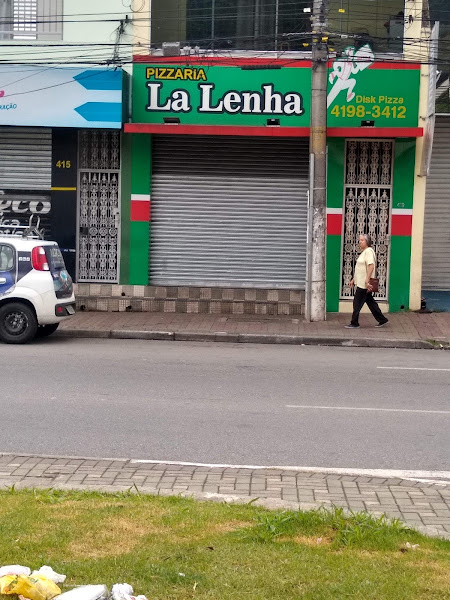 PIZZARIA
La Lenha
Disk Pizza
4198-3412
415